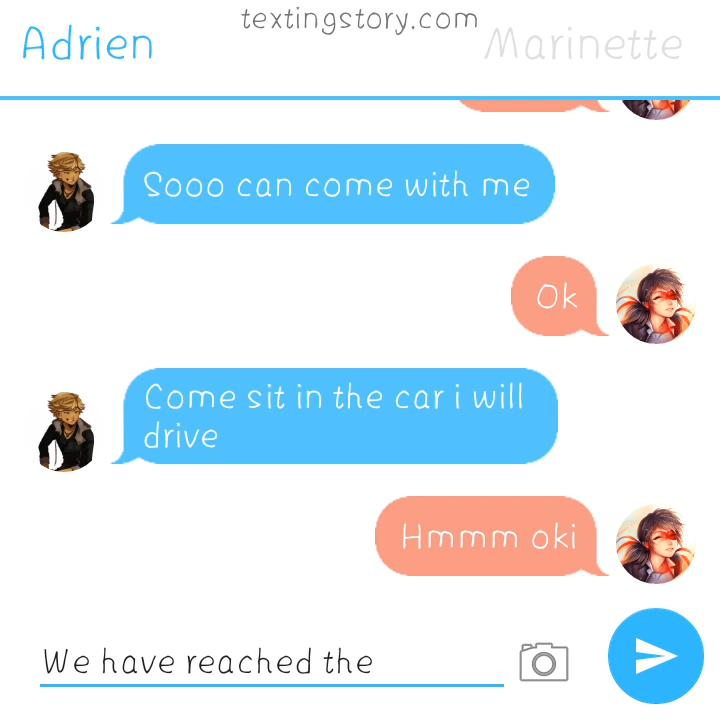 textingstory.com
Adrien
Marinette
Sooo can come with me
Ok
Come sit in the car i will
drive
Hmmm oki
We have reached the